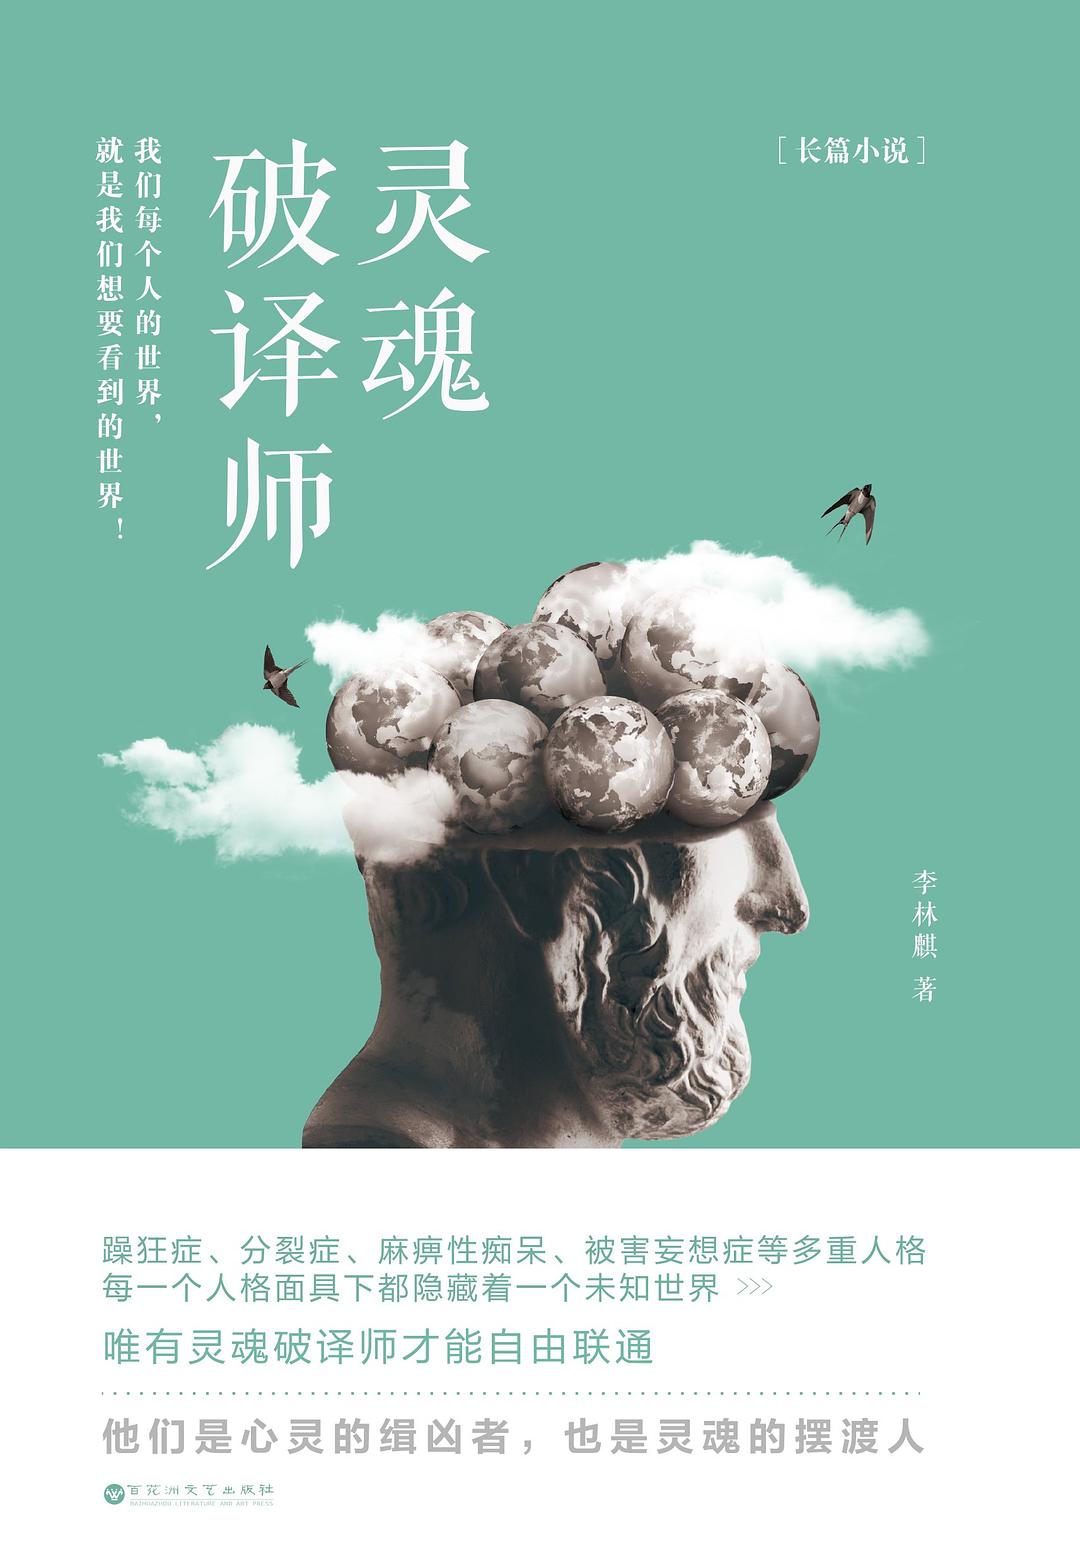 [长篇小说]
灵魂
破译师
我们每个人的世界，
就是我们想要看到的世界！
李林麒 著
躁狂症、分裂症、麻痹性痴呆、被害妄想症等多重人格
每一个人格面具下都隐藏着一个未知世界 >>>
唯有灵魂破译师才能自由联通
他们是心灵的缉凶者，也是灵魂的摆渡人
百花洲文艺出版社
BAIHUAZHOU LITERATURE AND ART PRESS